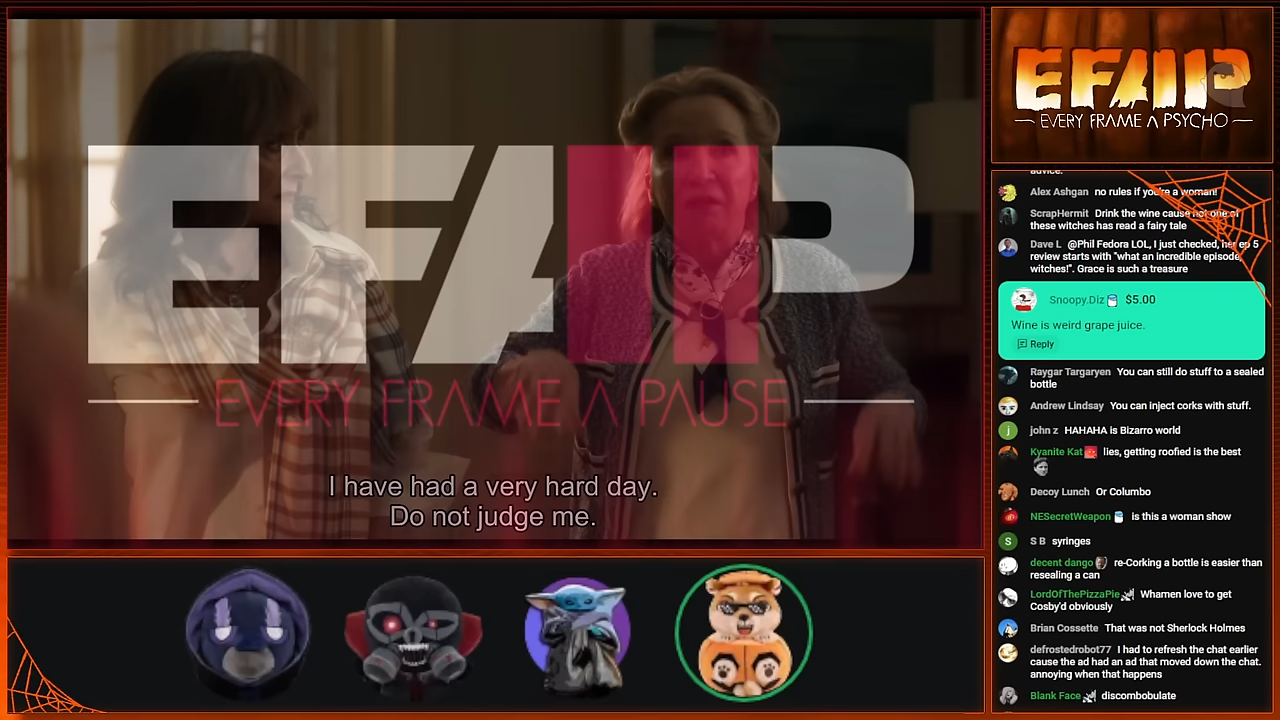 EFAP
EVERY FRAME A PAUSE
I have had a very hard day.
Do not judge me.
EFAP
EVERY FRAME A PSYCHO
advice.
Alex Ashgan no rules if you're a woman!
ScrapHermit Drink the wine cause not one of
these witches has read a fairy tale
Dave L @Phil Fedora LOL, I just checked, her ep 5
review starts with "what an incredible episode,
witches!". Grace is such a treasure
Snoopy.Diz $5.00
Wine is weird grape juice.
Reply
Raygar Targaryen You can still do stuff to a sealed
bottle
Andrew Lindsay You can inject corks with stuff.
j john z HAHAHA is Bizarro world
Kyanite Kat lies, getting roofied is the best
Decoy Lunch Or Columbo
NESecretWeapon is this a woman show
S S B syringes
decent dango re-Corking a bottle is easier than
resealing a can
LordOfThePizzaPie Whamen love to get
Cosby'd obviously
Brian Cossette That was not Sherlock Holmes
defrostedrobot77 I had to refresh the chat earlier
cause the ad had an ad that moved down the chat.
annoying when that happens
Blank Face discombobulate